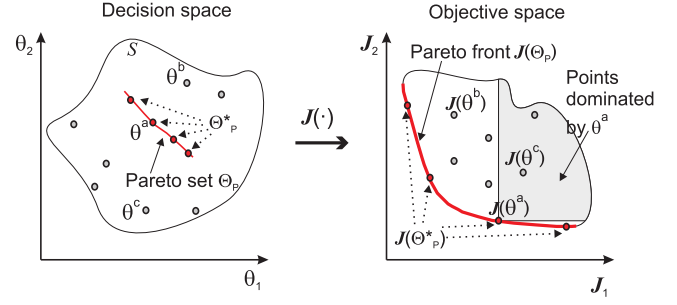 Decision space
θ2
S
θb
θa
Θ*P
Pareto set ΘP
θc
θ1
J(·)
Objective space
J2
Pareto front J(ΘP)
Points
dominated
by θa
J(θb)
J(θc)
J(θa)
J(Θ*P)
J1